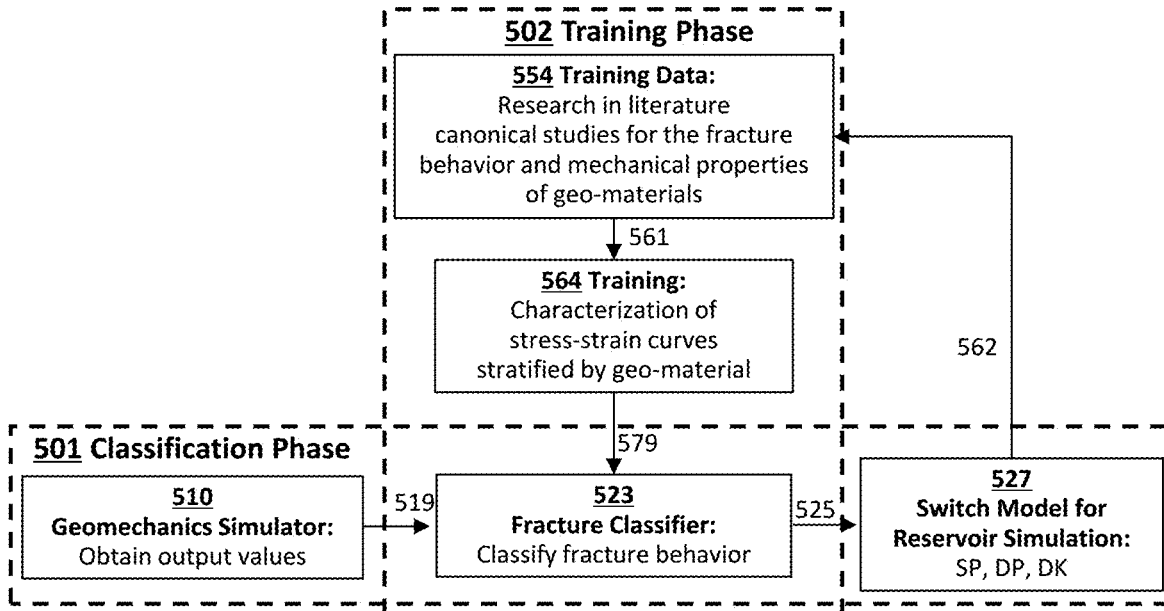 502 Training Phase
554 Training Data:
Research in literature
canonical studies for the fracture
behavior and mechanical properties
of geo-materials
561
564 Training:
Characterization of
stress-strain curves
stratified by geo-material
562
579
501 Classification Phase
510
Geomechanics Simulator:
Obtain output values
519
523
Fracture Classifier:
Classify fracture behavior
525
527
Switch Model for
Reservoir Simulation:
SP, DP, DK